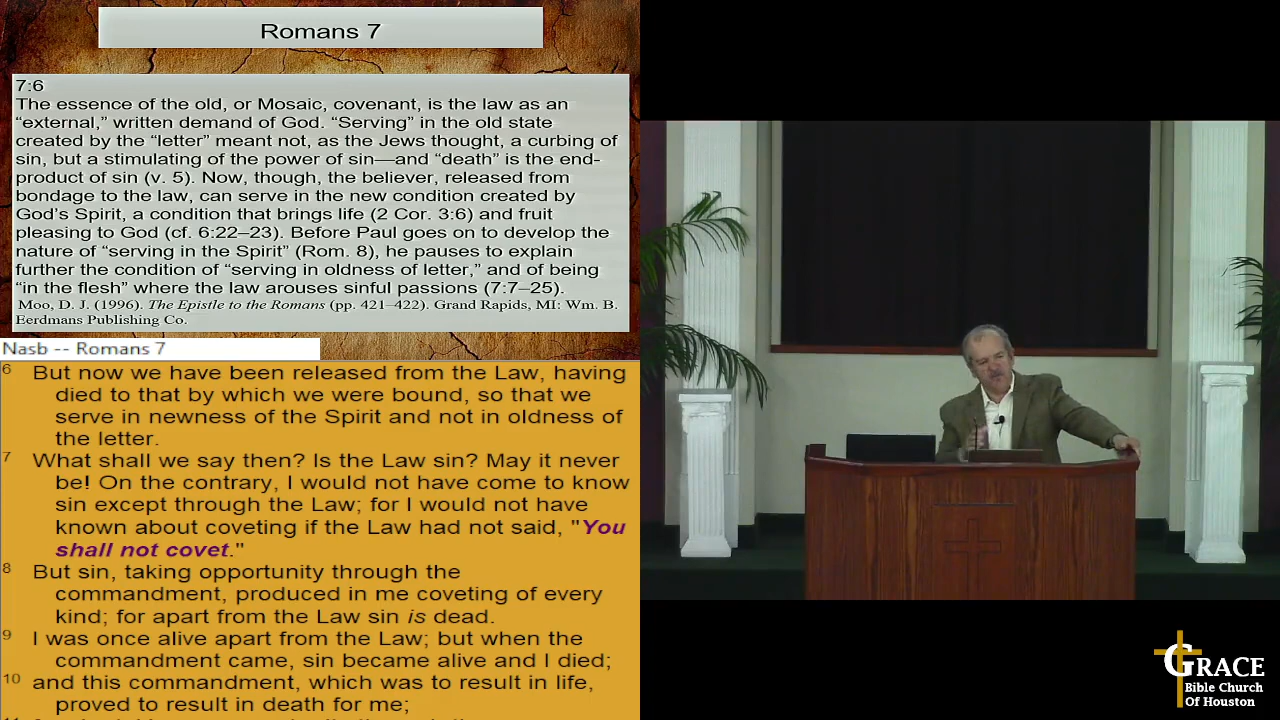 Romans 7
7:6
The essence of the old, or Mosaic, covenant, is the law as an
“external,” written demand of God. “Serving” in the old state
created by the “letter” meant not, as the Jews thought, a curbing of
sin, but a stimulating of the power of sin—and “death” is the end-
product of sin (v. 5). Now, though, the believer, released from
bondage to the law, can serve in the new condition created by
God’s Spirit, a condition that brings life (2 Cor. 3:6) and fruit
pleasing to God (cf. 6:22–23). Before Paul goes on to develop the
nature of “serving in the Spirit” (Rom. 8), he pauses to explain
further the condition of “serving in oldness of letter,” and of being
“in the flesh” where the law arouses sinful passions (7:7–25).
Moo, D. J. (1996). The Epistle to the Romans (pp. 421–422). Grand Rapids, MI: Wm. B.
Eerdmans Publishing Co.
Nasb -- Romans 7
6 But now we have been released from the Law, having
died to that by which we were bound, so that we
serve in newness of the Spirit and not in oldness of
the letter.
7 What shall we say then? Is the Law sin? May it never
be! On the contrary, I would not have come to know
sin except through the Law; for I would not have
known about coveting if the Law had not said, "You
shall not covet."
8 But sin, taking opportunity through the
commandment, produced in me coveting of every
kind; for apart from the Law sin is dead.
9 I was once alive apart from the Law; but when the
commandment came, sin became alive and I died;
10 and this commandment, which was to result in life,
proved to result in death for me;
GRACE
Bible Church
Of Houston